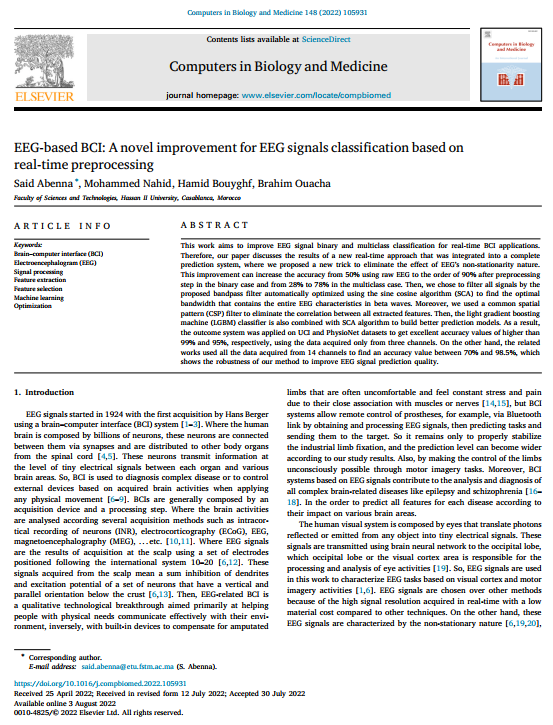 Computers in Biology and Medicine 148 (2022) 105931
Contents lists available at ScienceDirect
Computers in Biology and Medicine
journal homepage: www.elsevier.com/locate/compbiomed
ELSEVIER
Computers in Biology
and Medicine
EEG-based BCI: A novel improvement for EEG signals classification based on
real-time preprocessing
Said Abenna *, Mohammed Nahid, Hamid Bouyghf, Brahim Ouacha
Faculty of Sciences and Technologies, Hassan II University, Casablanca, Morocco
ARTICLE INFO
Keywords:
Brain–computer interface (BCI)
Electroencephalogram (EEG)
Signal processing
Feature extraction
Feature selection
Machine learning
Optimization
ABSTRACT
This work aims to improve EEG signal binary and multiclass classification for real-time BCI applications.
Therefore, our paper discusses the results of a new real-time approach that was integrated into a complete
prediction system, where we proposed a new trick to eliminate the effect of EEG's non-stationarity nature.
This improvement can increase the accuracy from 50% using raw EEG to the order of 90% after preprocessing
step in the binary case and from 28% to 78% in the multiclass case. Then, we chose to filter all signals by the
proposed bandpass filter automatically optimized using the sine cosine algorithm (SCA) to find the optimal
bandwidth that contains the entire EEG characteristics in beta waves. Moreover, we used a common spatial
pattern (CSP) filter to eliminate the correlation between all extracted features. Then, the light gradient boosting
machine (LGBM) classifier is also combined with SCA algorithm to build better prediction models. As a result,
the outcome system was applied on UCI and PhysioNet datasets to get excellent accuracy values of higher than
99% and 95%, respectively, using the data acquired only from three channels. On the other hand, the related
works used all the data acquired from 14 channels to find an accuracy value between 70% and 98.5%, which
shows the robustness of our method to improve EEG signal prediction quality.
1. Introduction
EEG signals started in 1924 with the first acquisition by Hans Berger
using a brain–computer interface (BCI) system [1–3]. Where the human
brain is composed by billions of neurons, these neurons are connected
between them via synapses and are distributed to other body organs
from the spinal cord [4,5]. These neurons transmit information at
the level of tiny electrical signals between each organ and various
brain areas. So, BCI is used to diagnosis complex disease or to control
external devices based on analysis brain activities when applying
any physical movement [6–9]. BCIs are generally composed by an
acquisition device and a processing step. Where the brain activities
are analysed according several acquisition methods such as intracor-
tical recording of neurons (INR), electrocorticography (ECoG), EEG,
magnetoencephalography (MEG), . . . etc. [10,11]. Where EEG signals
are the results of acquisition at the scalp using a set of electrodes
positioned following the international system 10–20 [6,12]. These
signals acquired from the scalp mean a sum inhibition of dendrites
and excitation potential of a set of neurons that have a vertical and
parallel orientation below the crust [6,13]. Then, EEG-related BCI is
a qualitative technological breakthrough aimed primarily at helping
people with physical needs communicate effectively with their envi-
ronment, inversely, with built-in devices to compensate for amputated
limbs that are often uncomfortable and feel constant stress and pain
due to their close association with muscles or nerves [14,15], but BCI
systems allow remote control of prostheses, for example, via Bluetooth
link by obtaining and processing EEG signals, then predicting tasks and
sending them to the target. So it remains only to properly stabilize
the industrial limb fixation, and the prediction level can become wider
according to our study results. Also, by making the control of the limbs
unconsciously possible through motor imagery tasks. Moreover, BCI
systems based on EEG signals contribute to the analysis and diagnosis of
all complex brain-related diseases like epilepsy and schizophrenia [16–
18]. In order to predict all features for each disease according to
their impact on various brain areas.
The human visual system is composed by eyes that translate photons
reflected or emitted from any object into tiny electrical signals. These
signals are transmitted using brain neural network to the occipital lobe,
which occipital lobe or the visual cortex area is responsible for the
processing and analysis of eye activities [19]. So, EEG signals are used
in this work to characterize EEG tasks based on visual cortex and motor
imagery activities [1,6]. EEG signals are chosen over other methods
because of the high signal resolution acquired in real-time with a low
material cost compared to other techniques. On the other hand, these
EEG signals are characterized by the non-stationary nature [6,19,20],
* Corresponding author.
E-mail address: said.abenna@etu.fstm.ac.ma (S. Abenna).
https://doi.org/10.1016/j.compbiomed.2022.105931
Received 25 April 2022; Received in revised form 12 July 2022; Accepted 30 July 2022
Available online 3 August 2022
0010-4825/© 2022 Elsevier Ltd. All rights reserved.